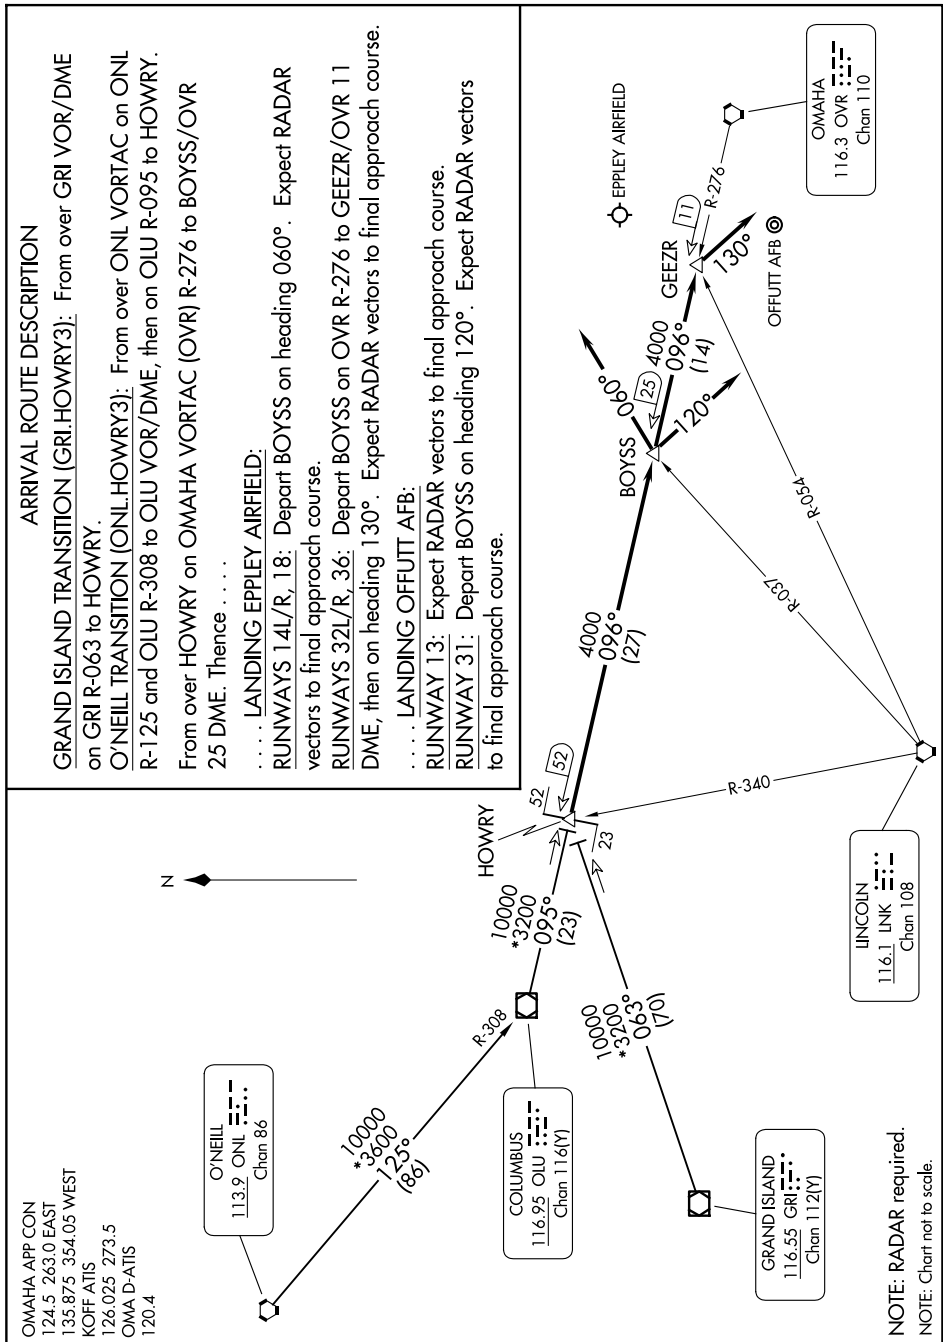 OMAHA APP CON
124.5 263.0 EAST
135.875 354.05 WEST
KOFF ATIS
126.025 273.5
OMA D-ATIS
120.4
ARRIVAL ROUTE DESCRIPTION
GRAND ISLAND TRANSITION (GRI.HOWRY3): From over GRI VOR/DME
on GRI R-063 to HOWRY.
O'NEILL TRANSITION (ONL.HOWRY3): From over ONL VORTAC on ONL
R-125 and OLU R-308 to OLU VOR/DME, then on OLU R-095 to HOWRY.
From over HOWRY on OMAHA VORTAC (OVR) R-276 to BOYSS/OVR
25 DME. Thence . . . .
. . . . LANDING EPPLEY AIRFIELD:
RUNWAYS 14L/R, 18: Depart BOYSS on heading 060°. Expect RADAR
vectors to final approach course.
RUNWAYS 32L/R, 36: Depart BOYSS on OVR R-276 to GEEZR/OVR 11
DME, then on heading 130°. Expect RADAR vectors to final approach course.
. . . . LANDING OFFUTT AFB:
RUNWAY 13: Expect RADAR vectors to final approach course.
RUNWAY 31: Depart BOYSS on heading 120°. Expect RADAR vectors
to final approach course.
N
O'NEILL
113.9 ONL
Chan 86
10000
*3600
125°
(86)
R-308
COLUMBUS
116.95 OLU
Chan 116(Y)
10000
*3200
095°
(23)
HOWRY
52
52
23
10000
*3200
063°
(70)
GRAND ISLAND
116.55 GRI
Chan 112(Y)
4000
096°
(27)
BOYSS
060°
120°
25
4000
096°
(14)
GEEZR
11
130°
R-276
EPPLEY AIRFIELD
OFFUTT AFB
OMAHA
116.3 OVR
Chan 110
R-340
R-037
R-054
LINCOLN
116.1 LNK
Chan 108
NOTE: RADAR required.
NOTE: Chart not to scale.